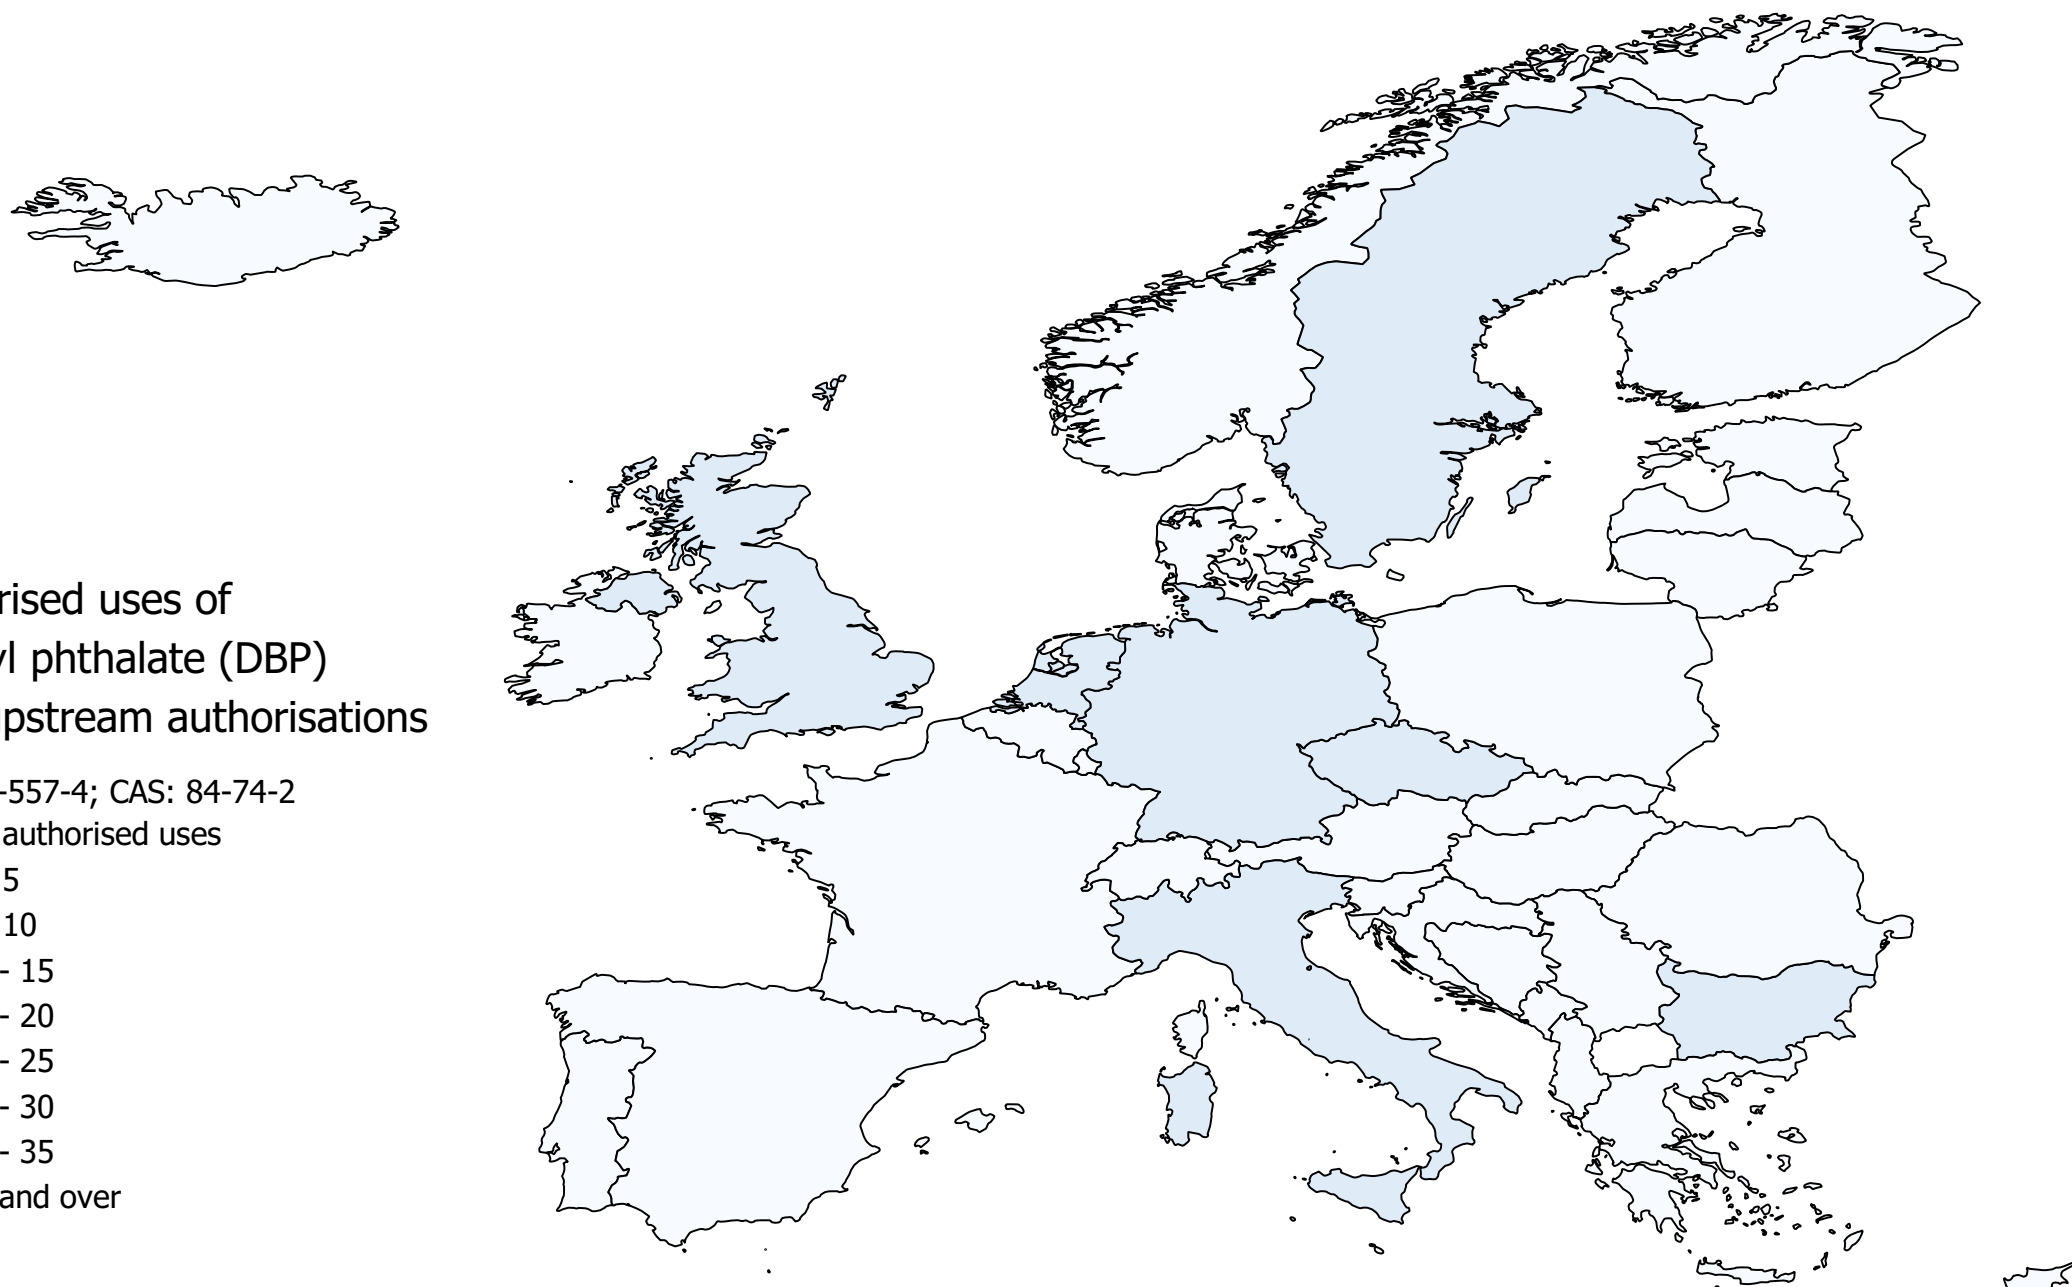 rised uses of
yl phthalate (DBP)
upstream authorisations
-557-4; CAS: 84-74-2
authorised uses
5
10
- 15
- 20
- 25
- 30
- 35
and over